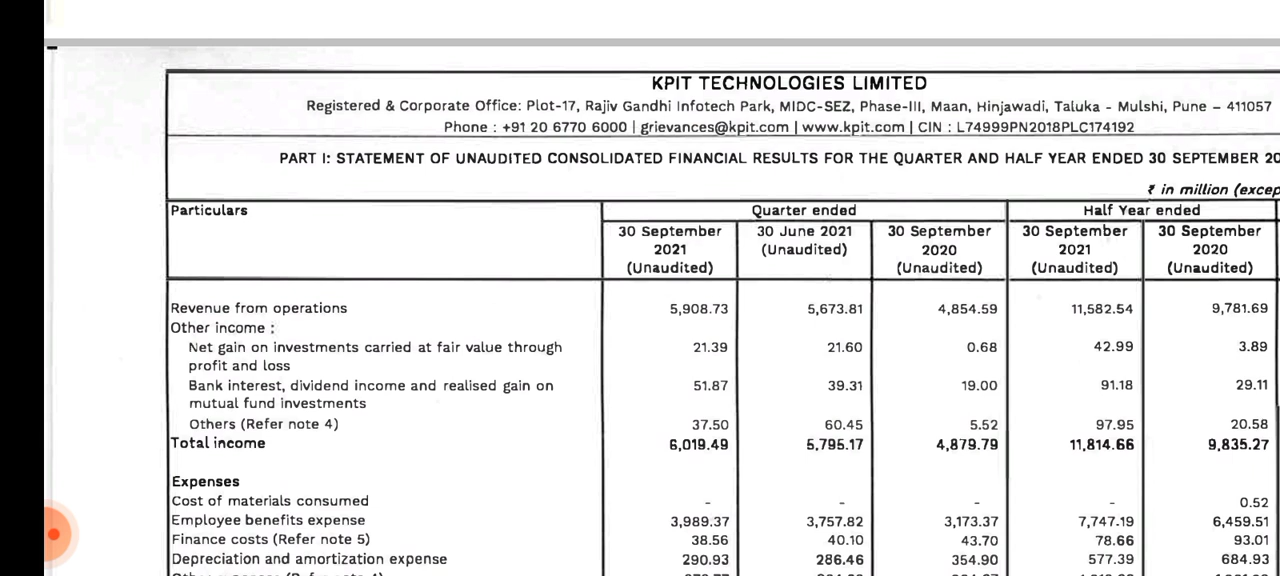 KPIT TECHNOLOGIES LIMITED
Registered & Corporate Office: Plot-17, Rajiv Gandhi Infotech Park, MIDC-SEZ, Phase-III, Maan, Hinjawadi, Taluka - Mulshi, Pune – 411057
Phone : +91 20 6770 6000 | grievances@kpit.com | www.kpit.com | CIN : L74999PN2018PLC174192
PART I: STATEMENT OF UNAUDITED CONSOLIDATED FINANCIAL RESULTS FOR THE QUARTER AND HALF YEAR ENDED 30 SEPTEMBER 20
₹ in million (excep
Particulars Quarter ended Half Year ended
30 September 30 June 2021 30 September 30 September 30 September
2021 (Unaudited) 2020 2021 2020
(Unaudited) (Unaudited) (Unaudited) (Unaudited)
Revenue from operations 5,908.73 5,673.81 4,854.59 11,582.54 9,781.69
Other income :
Net gain on investments carried at fair value through 21.39 21.60 0.68 42.99 3.89
profit and loss
Bank interest, dividend income and realised gain on 51.87 39.31 19.00 91.18 29.11
mutual fund investments
Others (Refer note 4) 37.50 60.45 5.52 97.95 20.58
Total income 6,019.49 5,795.17 4,879.79 11,814.66 9,835.27
Expenses
Cost of materials consumed - - - - 0.52
Employee benefits expense 3,989.37 3,757.82 3,173.37 7,747.19 6,459.51
Finance costs (Refer note 5) 38.56 40.10 43.70 78.66 93.01
Depreciation and amortization expense 290.93 286.46 354.90 577.39 684.93